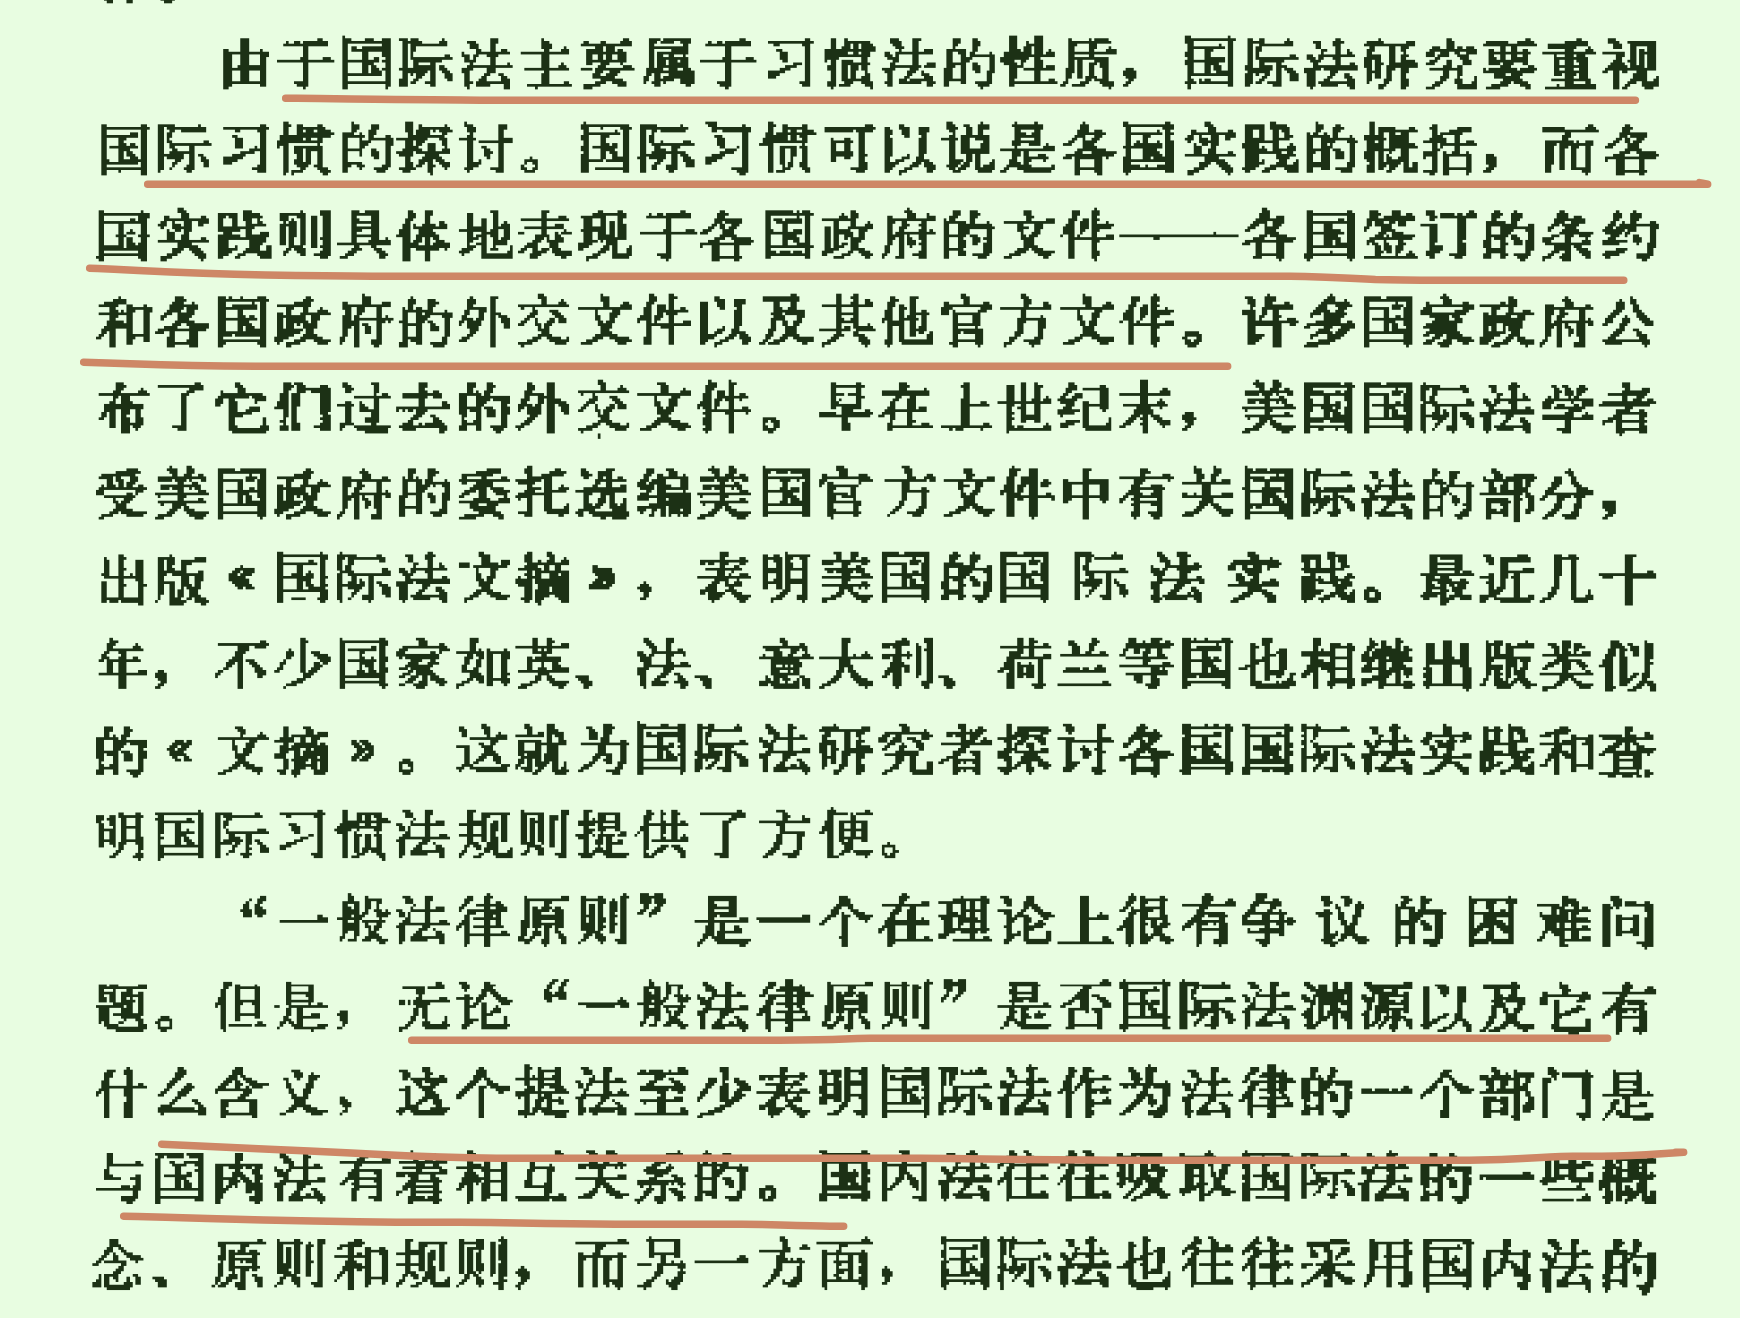 由于国际法主要属于习惯法的性质，国际法研究要重视
国际习惯的探讨。国际习惯可以说是各国实践的概括，而各
国实践则具体地表现于各国政府的文件——各国签订的条约
和各国政府的外交文件以及其他官方文件。许多国家政府公
布了它们过去的外交文件。早在上世纪末，美国国际法学者
受美国政府的委托选编美国官方文件中有关国际法的部分，
出版《国际法文摘》，表明美国的国际法实践。最近几十
年，不少国家如英、法、意大利、荷兰等国也相继出版类似
的《文摘》。这就为国际法研究者探讨各国国际法实践和查
明国际习惯法规则提供了方便。
“一般法律原则”是一个在理论上很有争议的困难问
题。但是，无论“一般法律原则”是否国际法渊源以及它有
什么含义，这个提法至少表明国际法作为法律的一个部门是
与国内法有着相互关系的。国内法往往吸取国际法的一些概
念、原则和规则，而另一方面，国际法也往往采用国内法的